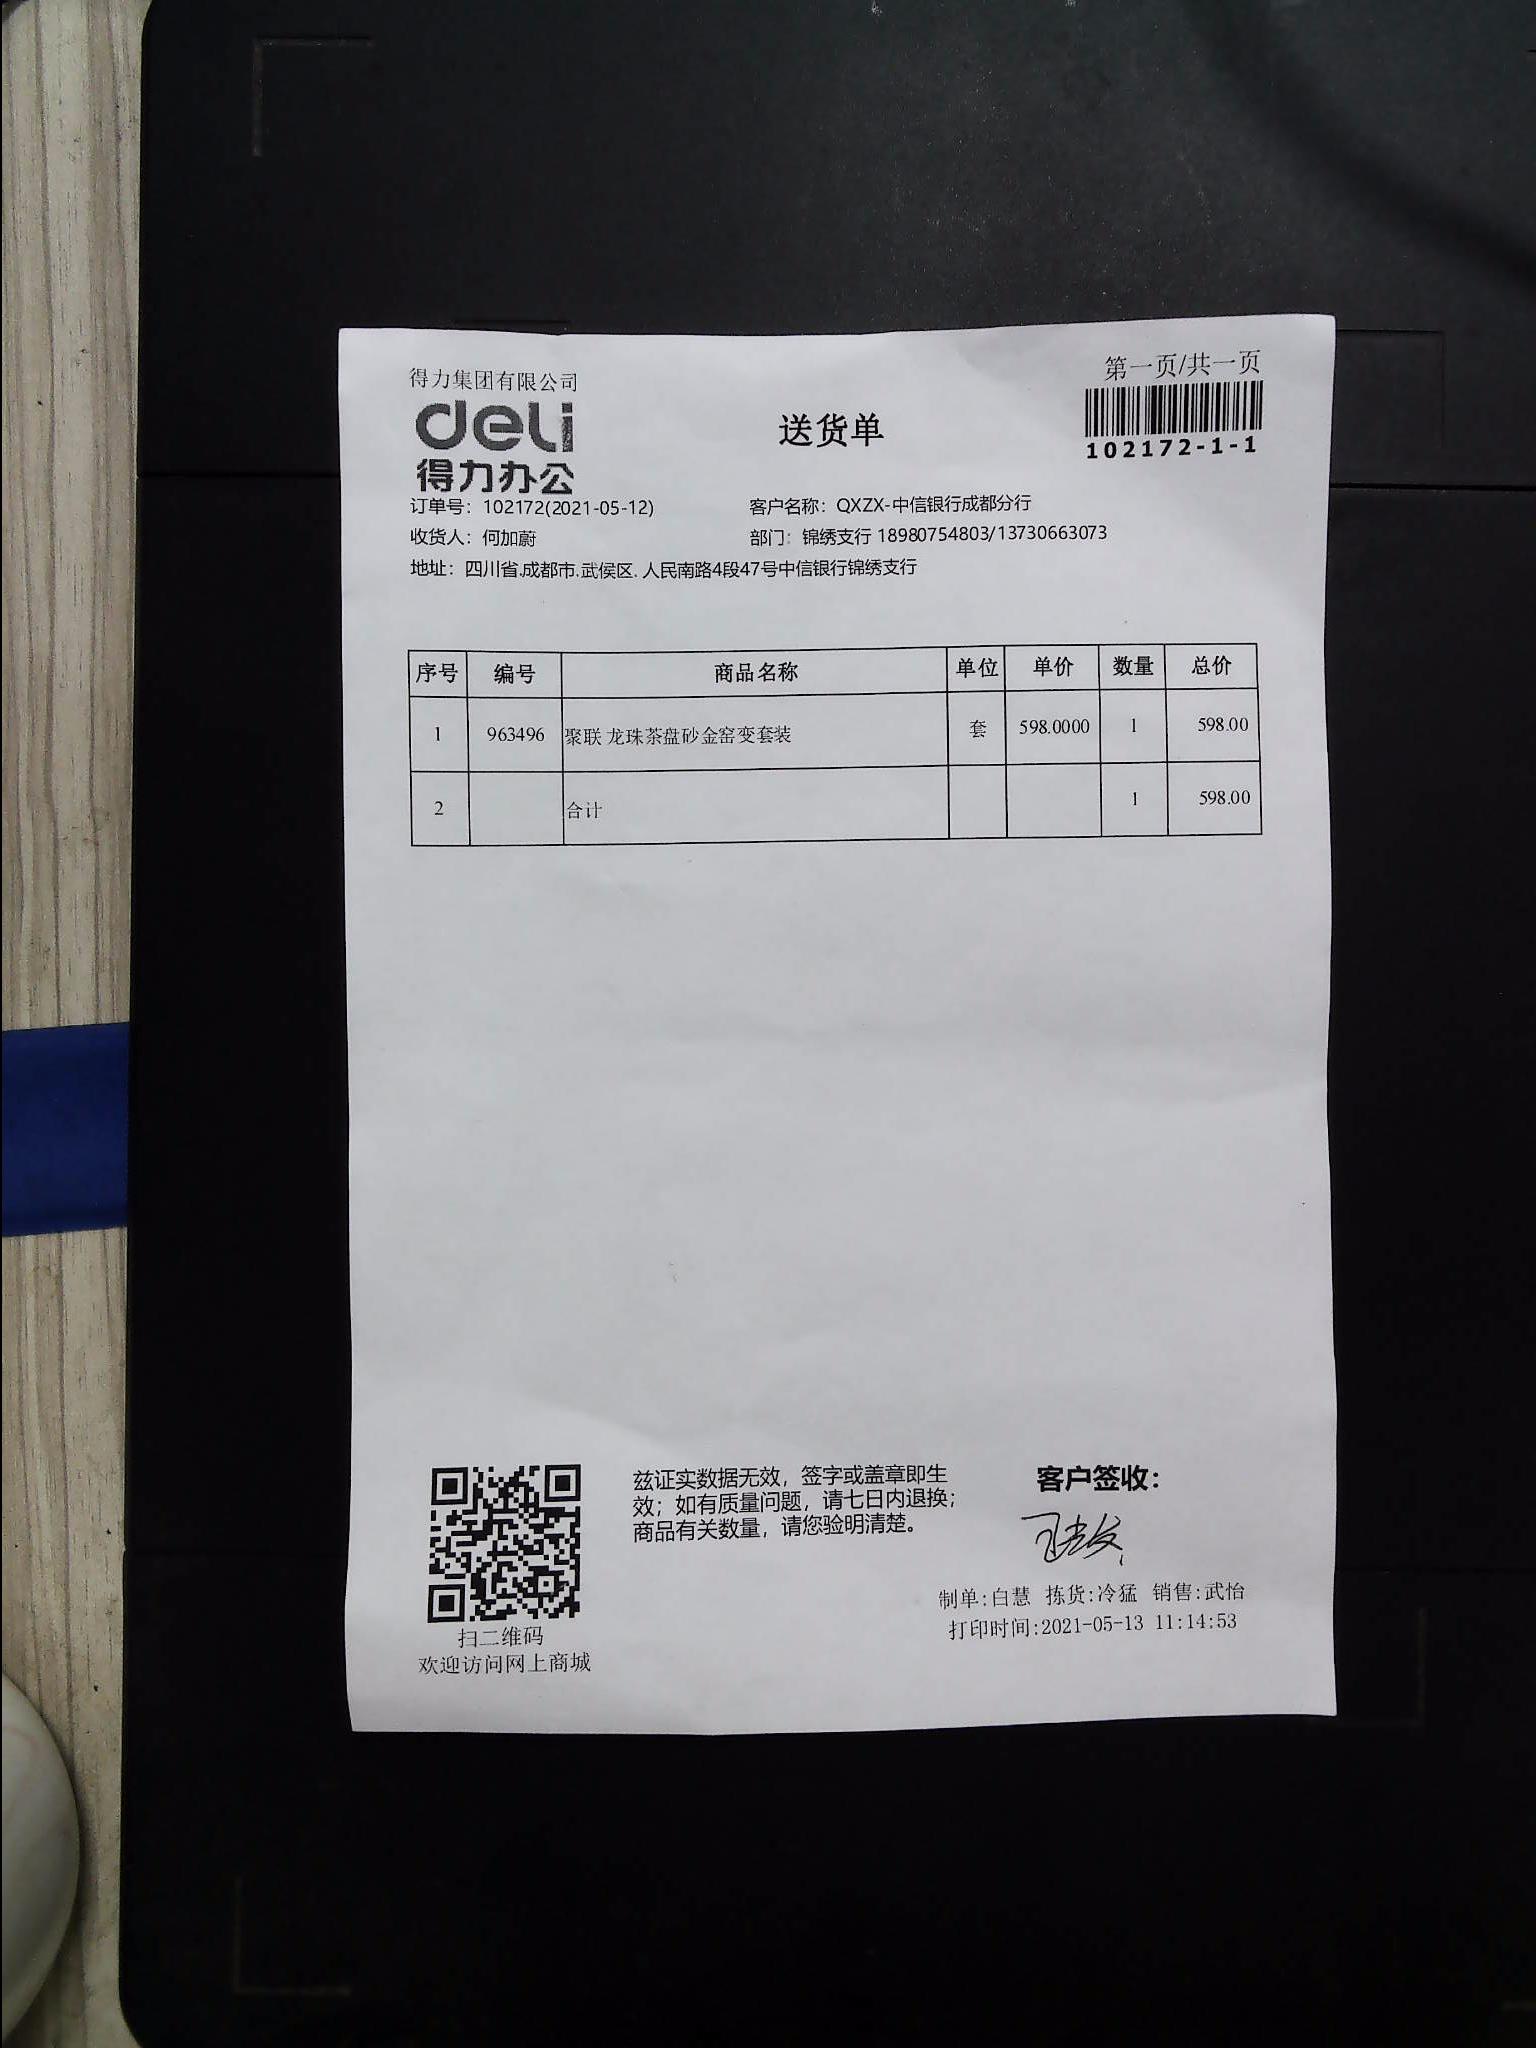 第一页/共一页
得力集团有限公司
deli
得力办公
送货单
102172-1-1
订单号：102172(2021-05-12) 客户名称：QXZX-中信银行成都分行
收货人：何加蔚 部门：锦绣支行 18980754803/13730663073
地址：四川省.成都市.武侯区. 人民南路4段47号中信银行锦绣支行
序号 编号 商品名称 单位 单价 数量 总价
1 963496 聚联 龙珠茶盘砂金窑变套装 套 598.0000 1 598.00
2 合计 1 598.00
兹证实数据无效，签字或盖章即生
效；如有质量问题，请七日内退换；
商品有关数量，请您验明清楚。
客户签收：
制单:白慧 拣货:冷猛 销售:武怡
打印时间:2021-05-13 11:14:53
扫二维码
欢迎访问网上商城